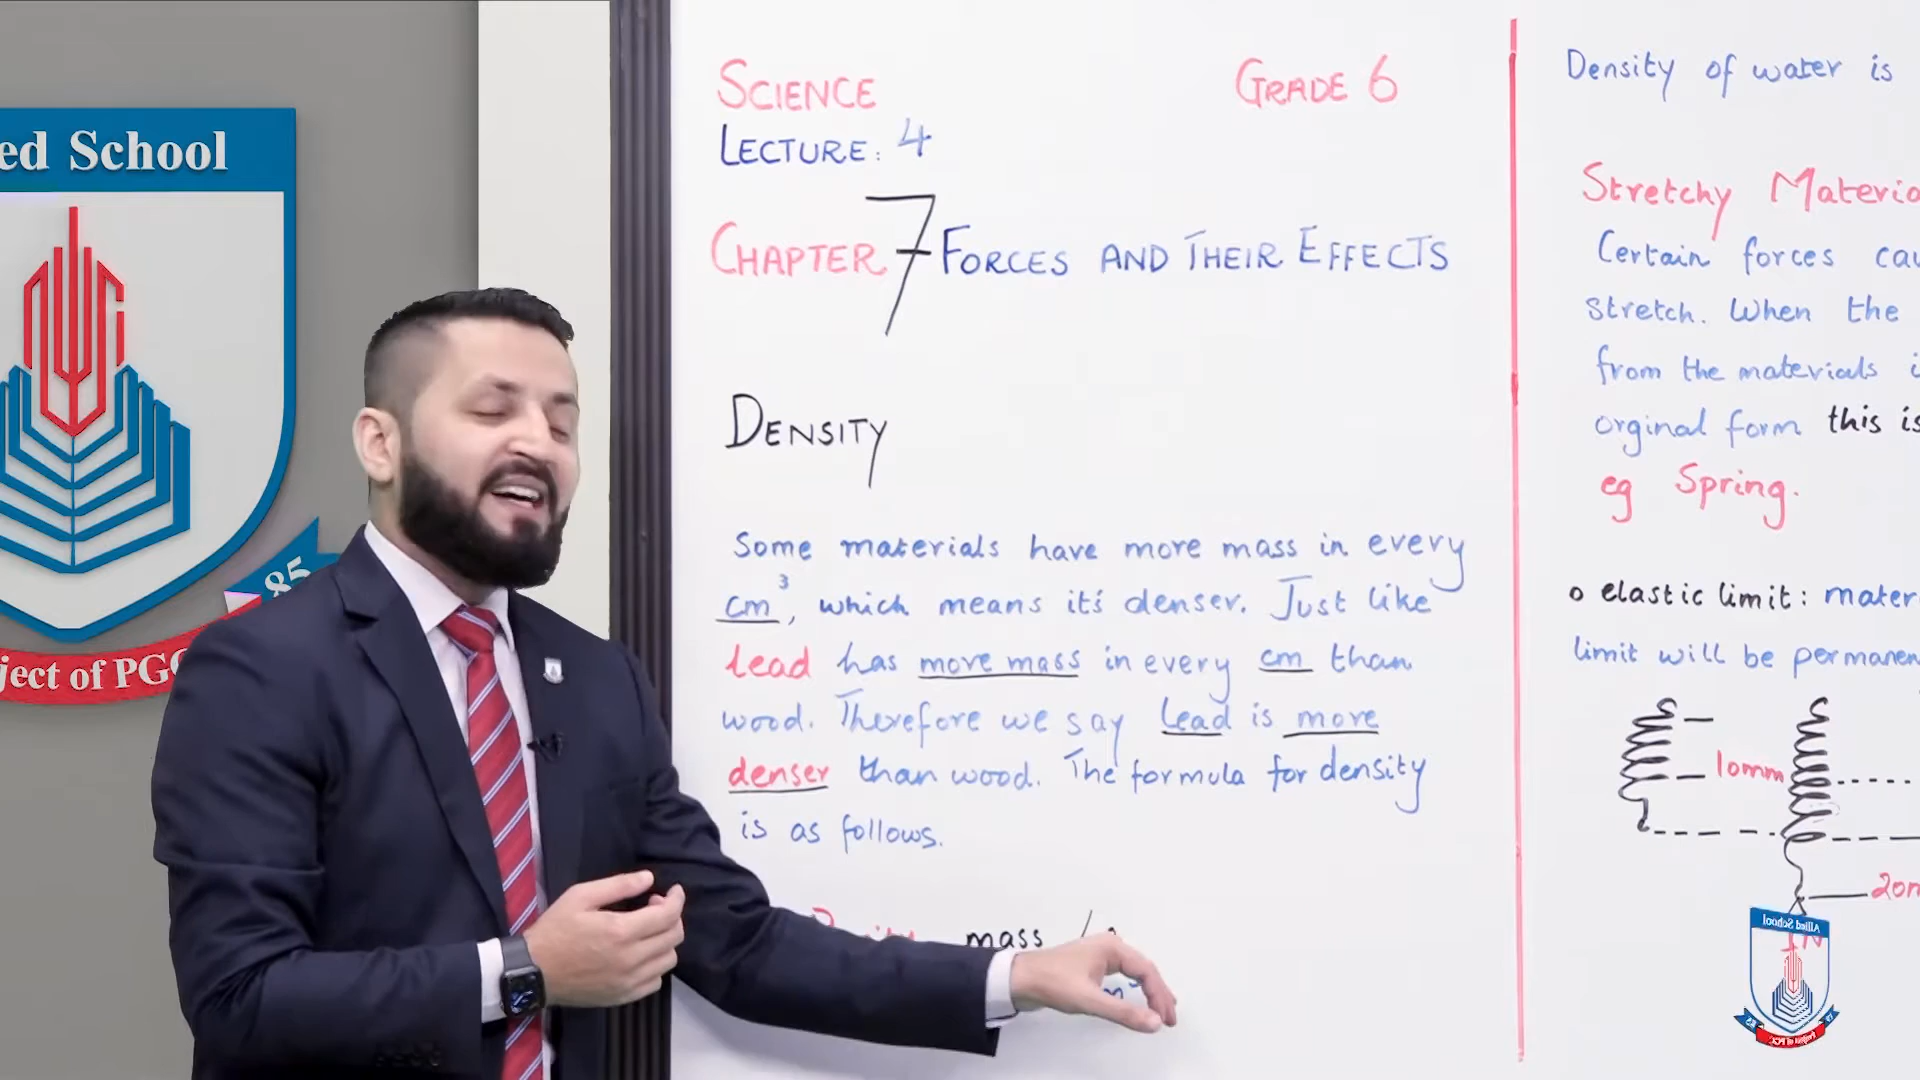 ed School
85
ject of PGC
SCIENCE
GRADE 6
LECTURE: 4
CHAPTER 7 FORCES AND THEIR EFFECTS
DENSITY
Some materials have more mass in every
cm³, which means it's denser. Just like
lead has more mass in every cm than
wood. Therefore we say lead is more
denser than wood. The formula for density
is as follows.
mass
Density of water is
Stretchy Materia
Certain forces cau
stretch. When the
from the materials i
orginal form this is
eg Spring.
o elastic limit: mater
limit will be permanen
10mm
20m
Allied School